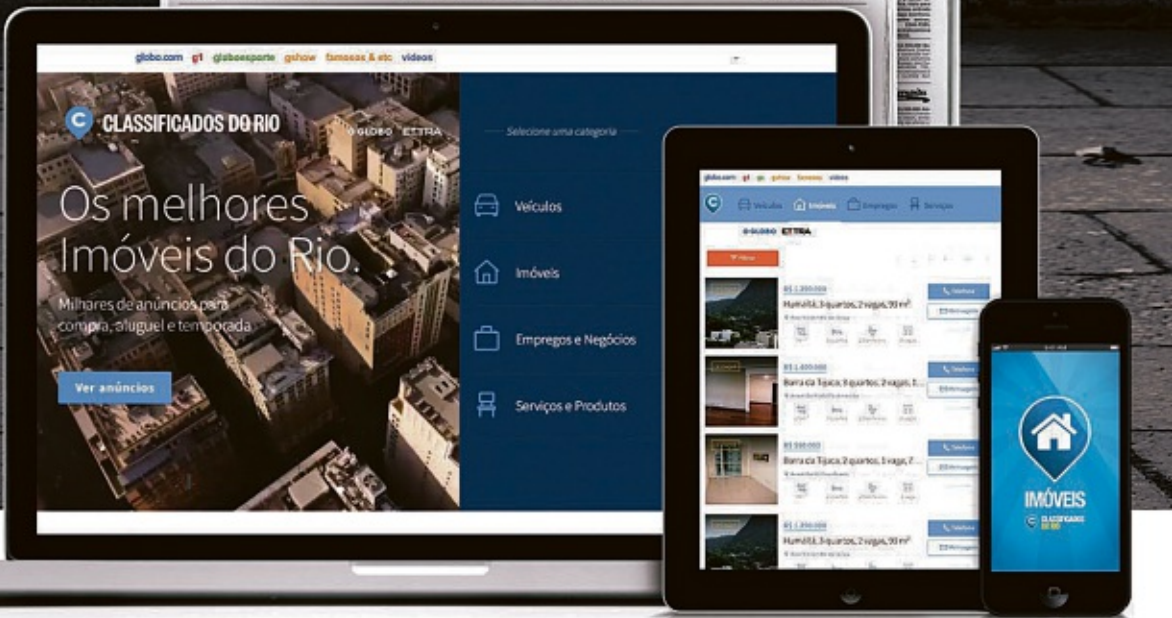 globo.com g1 globoesporte gshow famosos & etc vídeos
CLASSIFICADOS DO RIO
O GLOBO EXTRA
Os melhores
Imóveis do Rio.
Milhares de anúncios para
compra, aluguel e temporada
Ver anúncios
Selecione uma categoria
Veículos
Imóveis
Empregos e Negócios
Serviços e Produtos
globo.com g1 ge gshow famosos vídeos
Veículos Imóveis Empregos Serviços
O GLOBO EXTRA
Filtrar
R$ 1.200.000
Humaitá, 3 quartos, 2 vagas, 90 m²
Telefone
Mensagem
R$ 1.400.000
Barra da Tijuca, 3 quartos, 2 vagas, 1...
Telefone
Mensagem
Barra da Tijuca, 2 quartos, 1 vaga, 7...
Telefone
Mensagem
Humaitá, 3 quartos, 2 vagas, 90 m²
Telefone
Mensagem
IMÓVEIS
CLASSIFICADOS
DO RIO